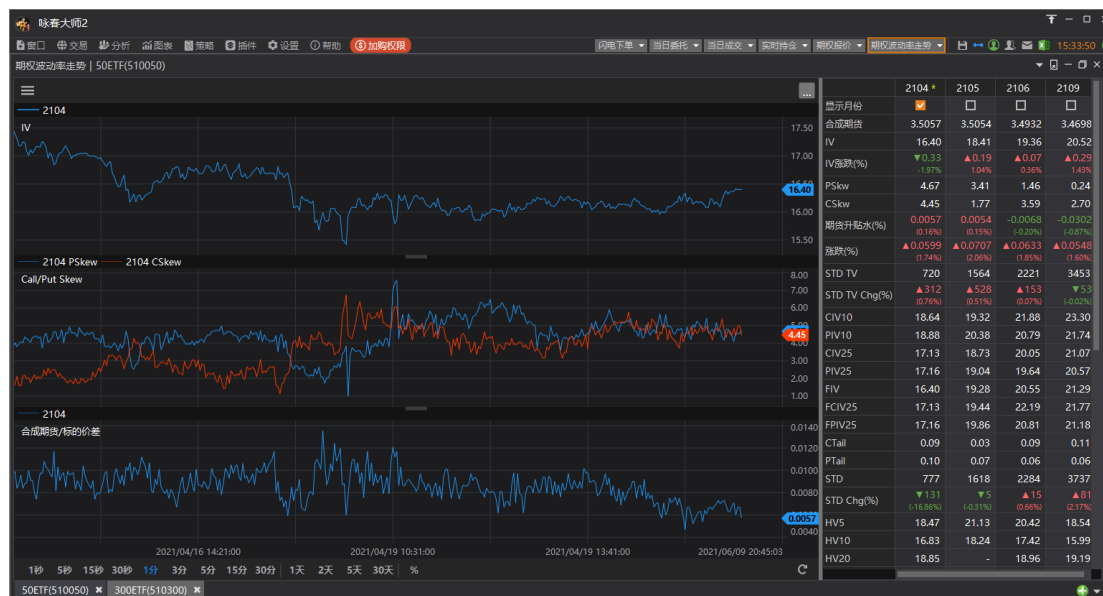 咏春大师2
窗口 交易 分析 图表 策略 插件 设置 帮助 加购权限 闪电下单 当日委托 当日成交 实时持仓 期权报价 期权波动率走势 15:33:50
期权波动率走势 | 50ETF(510050)
2104
IV
17.50
17.00
16.50
16.40
16.00
15.50
2104 PSkew 2104 CSkew
Call/Put Skew
8.00
7.00
6.00
4.45
4.00
3.00
2.00
1.00
2104
合成期货/标的价差
0.0140
0.0120
0.0100
0.0080
0.0057
0.0040
2021/04/16 14:21:00 2021/04/19 10:31:00 2021/04/19 13:41:00 2021/06/09 20:45:03
1秒 5秒 15秒 30秒 1分 3分 5分 15分 30分 1天 2天 5天 30天 %
50ETF(510050) × 300ETF(510300) ×
2104 * 2105 2106 2109
显示月份
合成期货 3.5057 3.5054 3.4932 3.4698
IV 16.40 18.41 19.36 20.52
IV涨跌(%) ▼0.33 ▲0.19 ▲0.07 ▲0.29
-1.97% 1.04% 0.36% 1.43%
PSkw 4.67 3.41 1.46 0.24
CSkw 4.45 1.77 3.59 2.70
期货升贴水(%) 0.0057 0.0054 -0.0068 -0.0302
(0.16%) (0.15%) (-0.20%) (-0.87%)
涨跌(%) ▲0.0599 ▲0.0707 ▲0.0633 ▲0.0548
(1.74%) (2.06%) (1.85%) (1.60%)
STD TV 720 1564 2221 3453
STD TV Chg(%) ▲312 ▲528 ▲153 ▼53
(0.76%) (0.51%) (0.07%) (-0.02%)
CIV10 18.64 19.32 21.88 23.30
PIV10 18.88 20.38 20.79 21.74
CIV25 17.13 18.73 20.05 21.07
PIV25 17.16 19.04 19.64 20.57
FIV 16.40 19.28 20.55 21.29
FCIV25 17.13 19.44 22.19 21.77
FPIV25 17.16 19.86 20.81 21.18
CTail 0.09 0.03 0.09 0.11
PTail 0.10 0.07 0.06 0.06
STD 777 1618 2284 3737
STD Chg(%) ▼131 ▼5 ▲15 ▲81
(-16.86%) (-0.31%) (0.66%) (2.17%)
HV5 18.47 21.13 20.42 18.54
HV10 16.83 18.24 17.42 15.99
HV20 18.85 - 18.96 19.19